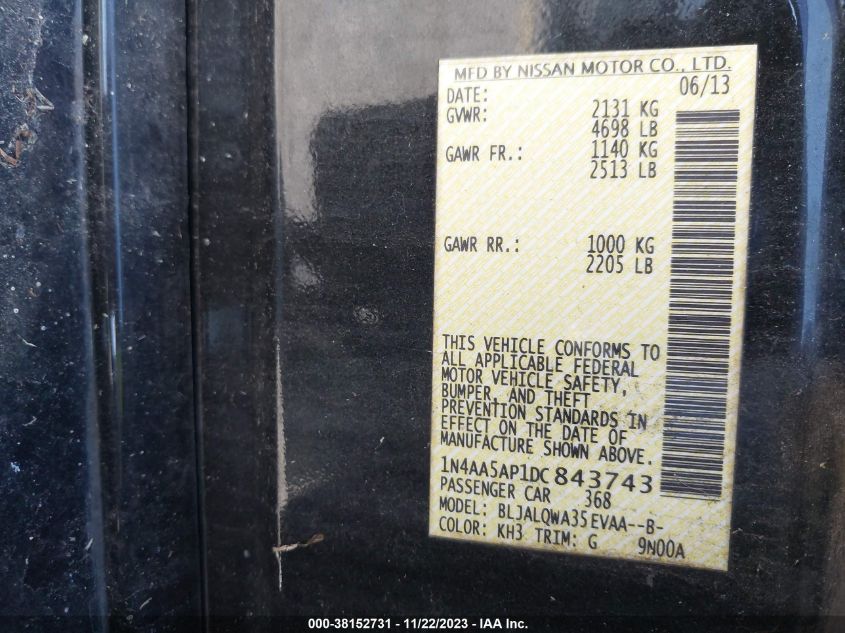 MFD BY NISSAN MOTOR CO., LTD.
DATE: 06/13
GVWR: 2131 KG
4698 LB
GAWR FR.: 1140 KG
2513 LB
GAWR RR.: 1000 KG
2205 LB
THIS VEHICLE CONFORMS TO
ALL APPLICABLE FEDERAL
MOTOR VEHICLE SAFETY,
BUMPER, AND THEFT
PREVENTION STANDARDS IN
EFFECT ON THE DATE OF
MANUFACTURE SHOWN ABOVE.
1N4AA5AP1DC843743
PASSENGER CAR 368
MODEL: BLJALQWA35EVAA--B-
COLOR: KH3 TRIM: G 9N00A
000-38152731 - 11/22/2023 - IAA Inc.